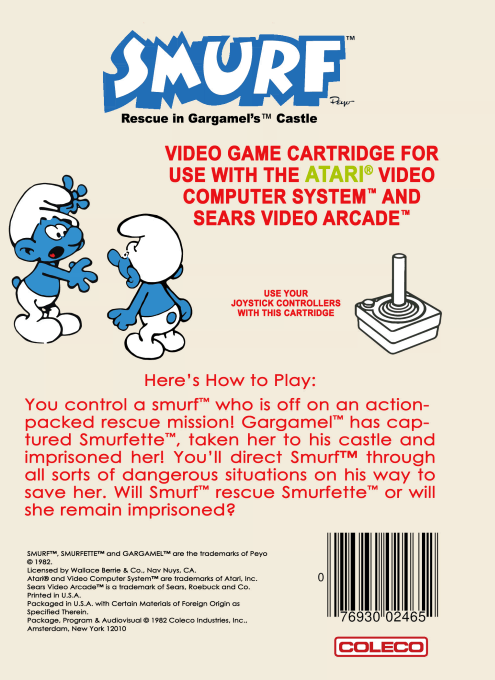 SMURF™
Peyo
Rescue in Gargamel's™ Castle
VIDEO GAME CARTRIDGE FOR
USE WITH THE ATARI® VIDEO
COMPUTER SYSTEM™ AND
SEARS VIDEO ARCADE™
USE YOUR
JOYSTICK CONTROLLERS
WITH THIS CARTRIDGE
Here's How to Play:
You control a smurf™ who is off on an action-
packed rescue mission! Gargamel™ has cap-
tured Smurfette™, taken her to his castle and
imprisoned her! You'll direct Smurf™ through
all sorts of dangerous situations on his way to
save her. Will Smurf™ rescue Smurfette™ or will
she remain imprisoned?
SMURF™, SMURFETTE™ and GARGAMEL™ are the trademarks of Peyo
© 1982.
Licensed by Wallace Berrie & Co., Nav Nuys, CA.
Atari® and Video Computer System™ are trademarks of Atari, Inc.
Sears Video Arcade™ is a trademark of Sears, Roebuck and Co.
Printed in U.S.A.
Packaged in U.S.A. with Certain Materials of Foreign Origin as
Specified Therein.
Package, Program & Audiovisual © 1982 Coleco Industries, Inc.,
Amsterdam, New York 12010
0 76930 02465
COLECO